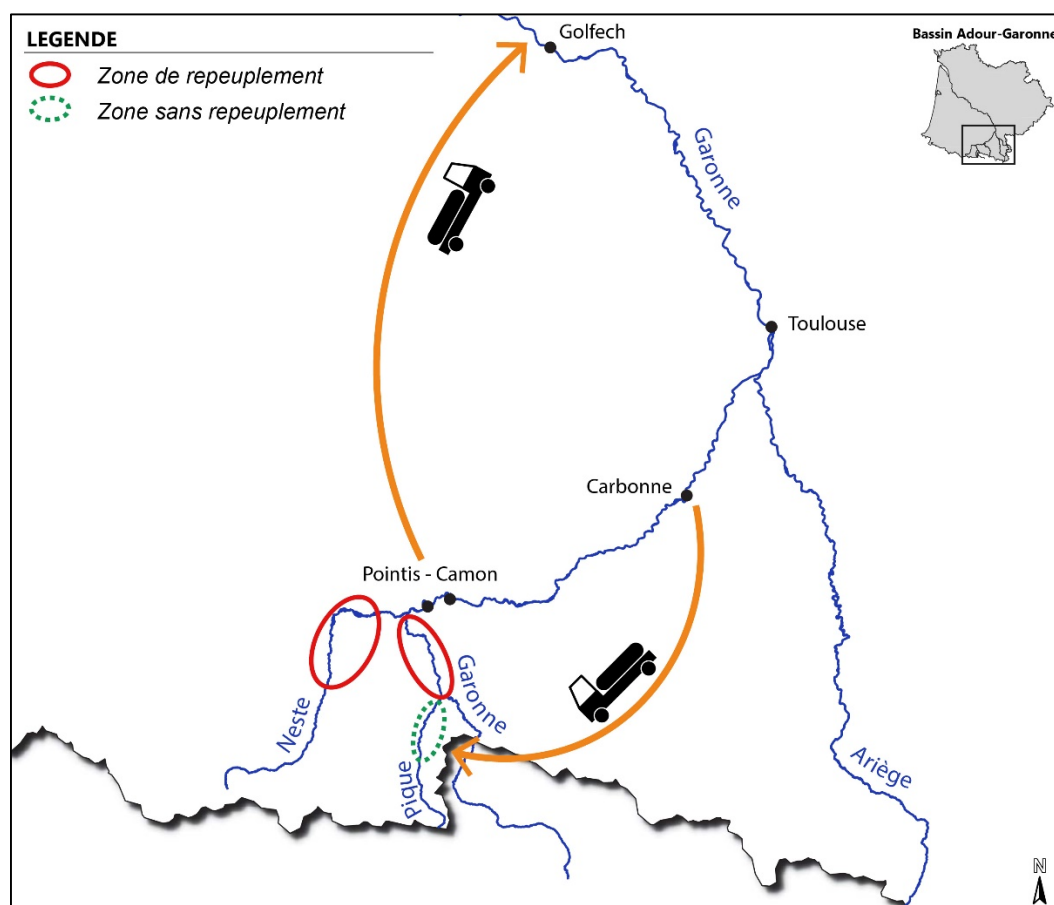 LEGENDE
Zone de repeuplement
Zone sans repeuplement
Golfech
Bassin Adour-Garonne
Garonne
Toulouse
Carbonne
Pointis - Camon
Neste
Garonne
Pique
Ariège
N